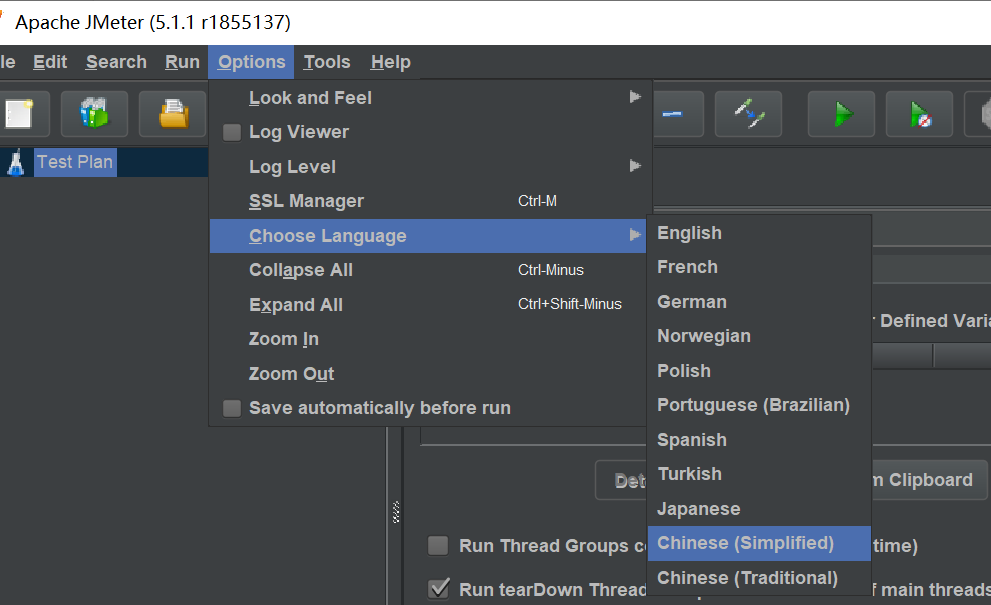 Apache JMeter (5.1.1 r1855137)
le Edit Search Run Options Tools Help
Look and Feel
Log Viewer
Log Level
SSL Manager Ctrl-M
Choose Language
Collapse All Ctrl-Minus
Expand All Ctrl+Shift-Minus
Zoom In
Zoom Out
Save automatically before run
Test Plan
English
French
German
Norwegian
Polish
Portuguese (Brazilian)
Spanish
Turkish
Japanese
Chinese (Simplified)
Chinese (Traditional)
Defined Varia
Det
m Clipboard
Run Thread Groups c
time)
Run tearDown Thread
f main threads